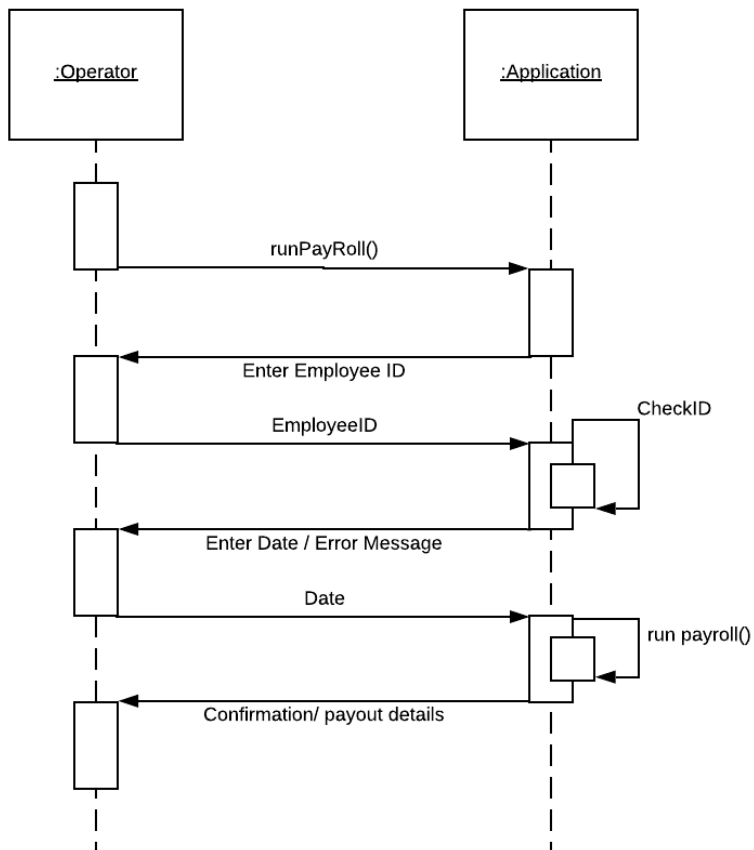 :Operator
:Application
runPayRoll()
Enter Employee ID
CheckID
EmployeeID
Enter Date / Error Message
Date
run payroll()
Confirmation/ payout details